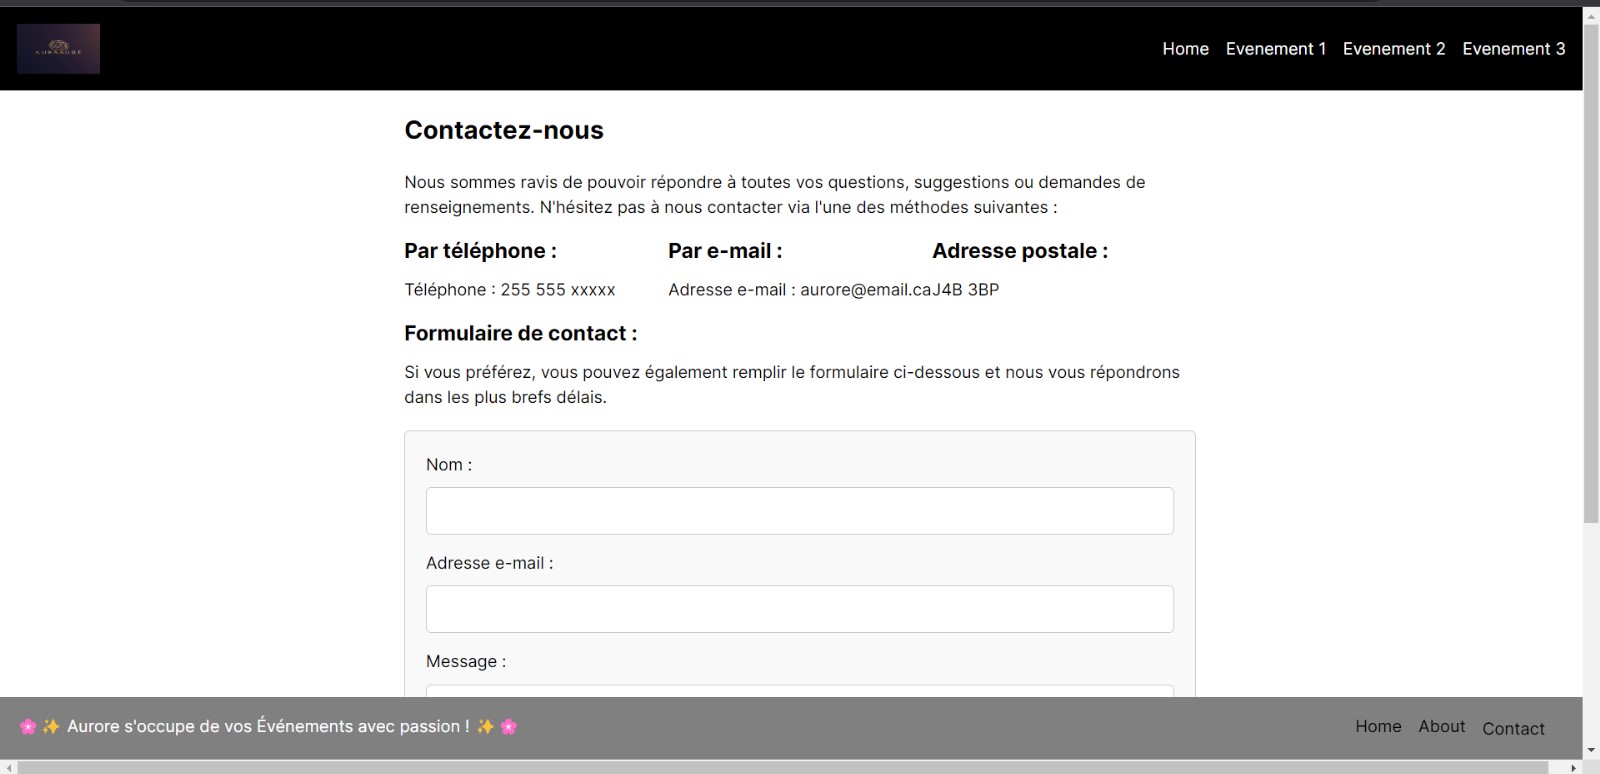 AURASURE
Home Evenement 1 Evenement 2 Evenement 3
Contactez-nous
Nous sommes ravis de pouvoir répondre à toutes vos questions, suggestions ou demandes de
renseignements. N'hésitez pas à nous contacter via l'une des méthodes suivantes :
Par téléphone : Par e-mail : Adresse postale :
Téléphone : 255 555 xxxxx Adresse e-mail : aurore@email.caJ4B 3BP
Formulaire de contact :
Si vous préférez, vous pouvez également remplir le formulaire ci-dessous et nous vous répondrons
dans les plus brefs délais.
Nom :
Adresse e-mail :
Message :
🌸✨ Aurore s'occupe de vos Événements avec passion ! ✨🌸 Home About Contact